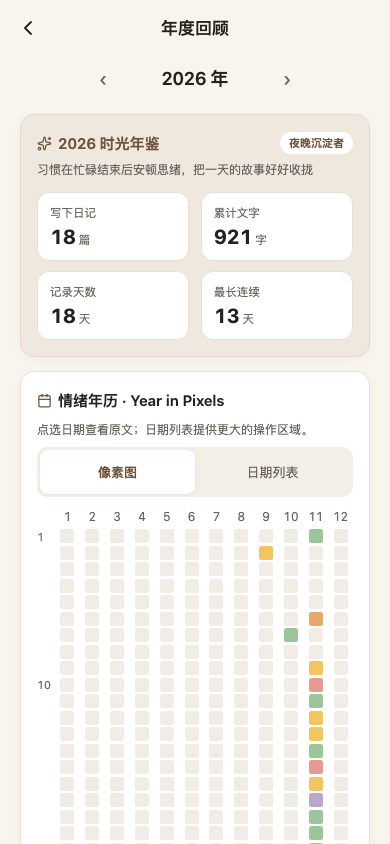 年度回顾
‹ 2026 年 ›
2026 时光年鉴
夜晚沉淀者
习惯在忙碌结束后安顿思绪，把一天的故事好好收拢
写下日记
18 篇
累计文字
921 字
记录天数
18 天
最长连续
13 天
情绪年历 · Year in Pixels
点选日期查看原文；日期列表提供更大的操作区域。
像素图
日期列表
1 2 3 4 5 6 7 8 9 10 11 12
1
10